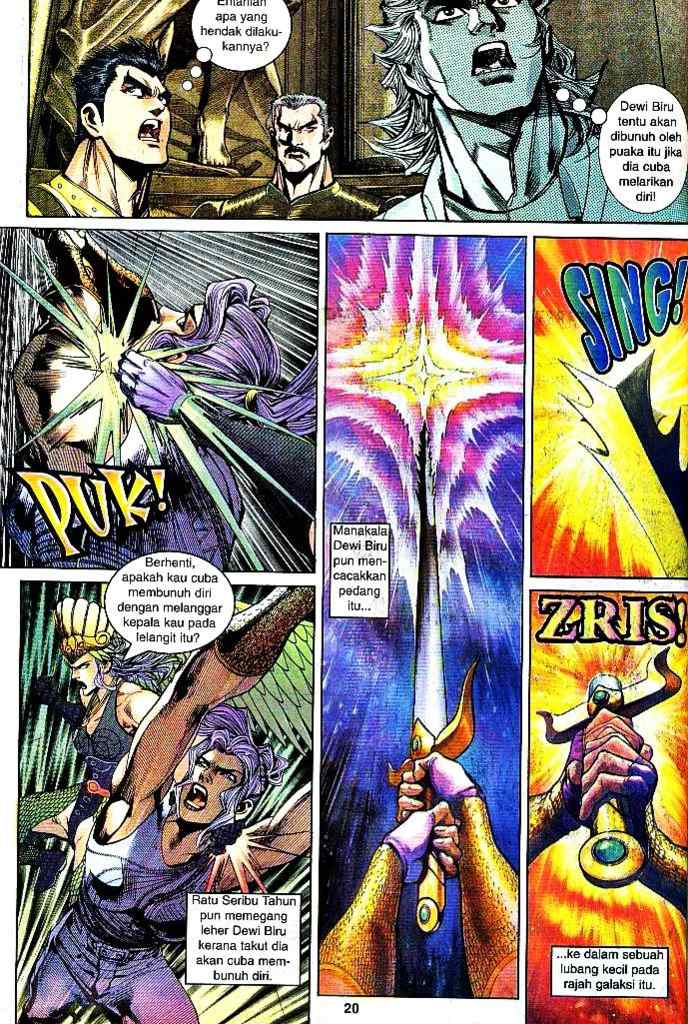 Entahlah
apa yang
hendak dilaku-
kannya?
Dewi Biru
tentu akan
dibunuh oleh
puaka itu jika
dia cuba
melarikan
diri!
PUK!
Berhenti,
apakah kau cuba
membunuh diri
dengan melanggar
kepala kau pada
lelangit itu?
Ratu Seribu Tahun
pun memegang
leher Dewi Biru
kerana takut dia
akan cuba mem-
bunuh diri.
Manakala
Dewi Biru
pun men-
cacakkan
pedang
itu...
SING!
ZRIS!
...ke dalam sebuah
lubang kecil pada
rajah galaksi itu.
20